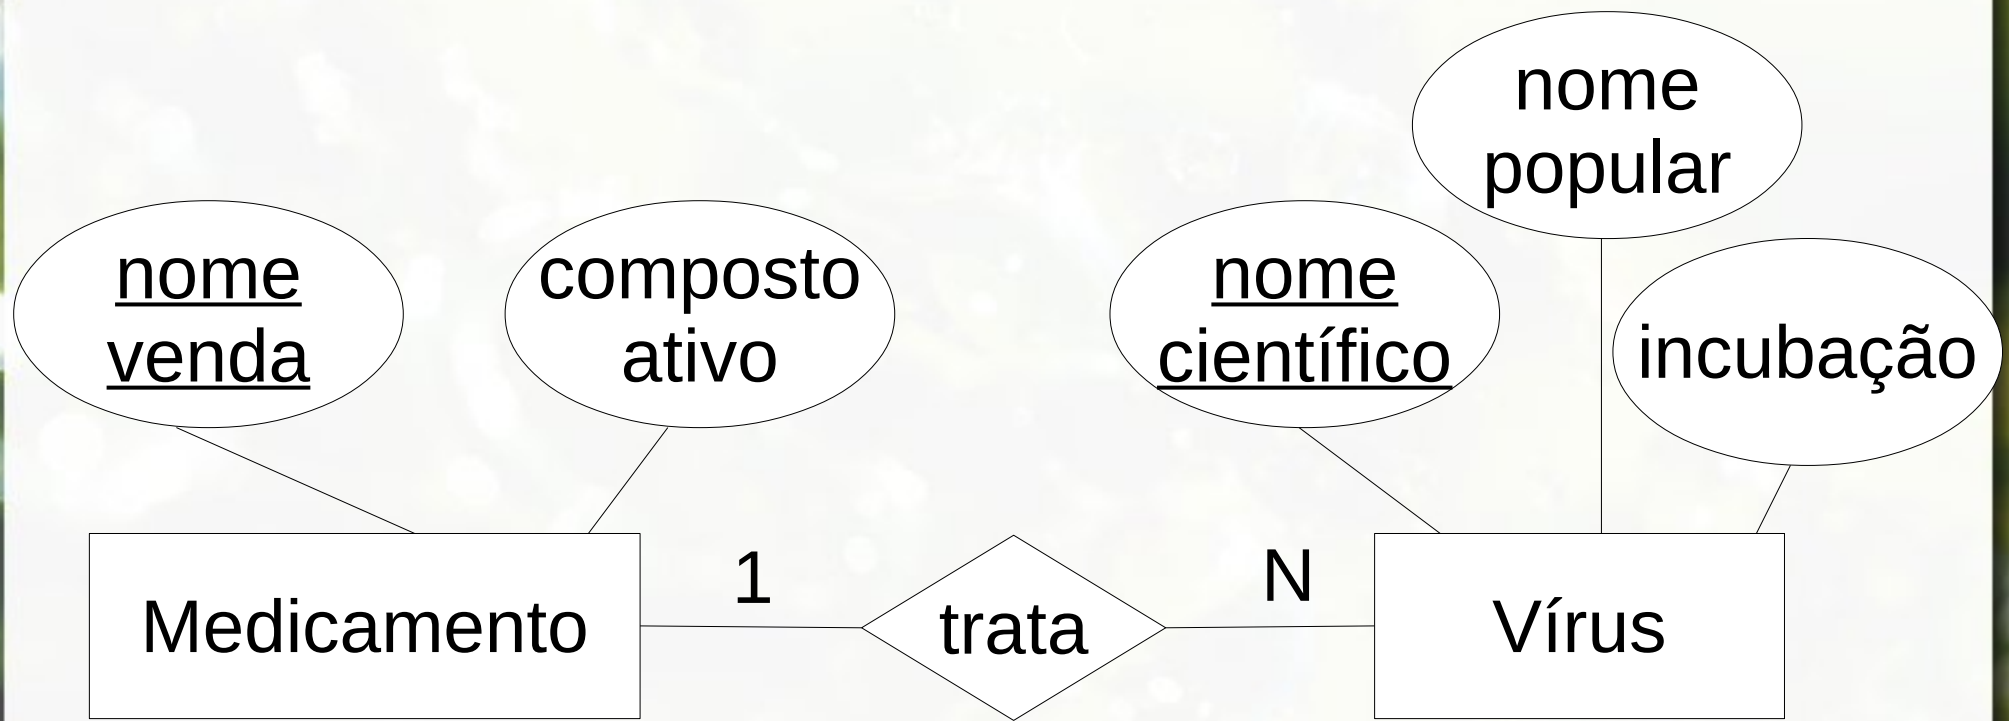 nome
popular
nome
venda
composto
ativo
nome
científico
incubação
Medicamento
1
trata
N
Vírus